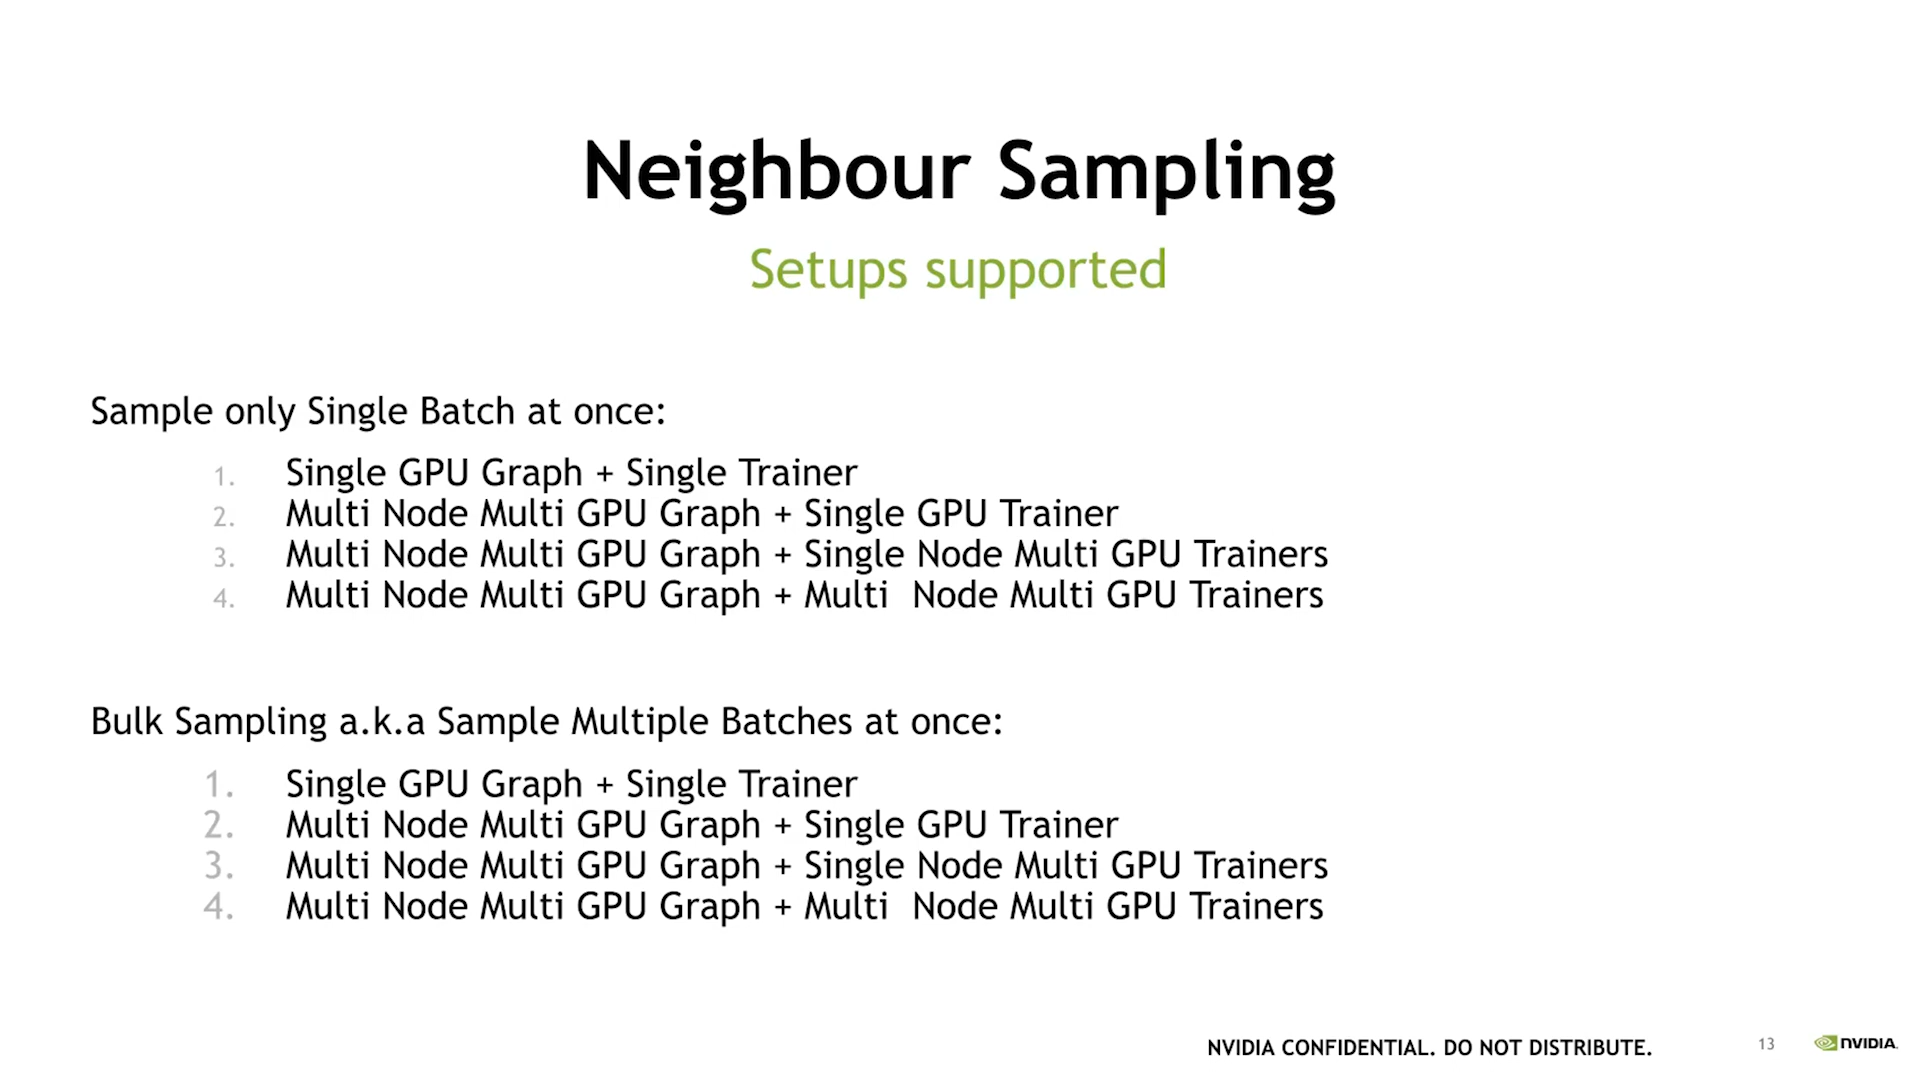 Neighbour Sampling
Setups supported
Sample only Single Batch at once:
1. Single GPU Graph + Single Trainer
2. Multi Node Multi GPU Graph + Single GPU Trainer
3. Multi Node Multi GPU Graph + Single Node Multi GPU Trainers
4. Multi Node Multi GPU Graph + Multi  Node Multi GPU Trainers
Bulk Sampling a.k.a Sample Multiple Batches at once:
1. Single GPU Graph + Single Trainer
2. Multi Node Multi GPU Graph + Single GPU Trainer
3. Multi Node Multi GPU Graph + Single Node Multi GPU Trainers
4. Multi Node Multi GPU Graph + Multi  Node Multi GPU Trainers
NVIDIA CONFIDENTIAL. DO NOT DISTRIBUTE. 13 NVIDIA.